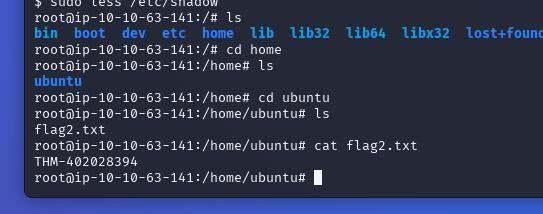 $ sudo less /etc/shadow
root@ip-10-10-63-141:/# ls
bin  boot  dev  etc  home  lib  lib32  lib64  libx32  lost+foun
root@ip-10-10-63-141:/# cd home
root@ip-10-10-63-141:/home# ls
ubuntu
root@ip-10-10-63-141:/home# cd ubuntu
root@ip-10-10-63-141:/home/ubuntu# ls
flag2.txt
root@ip-10-10-63-141:/home/ubuntu# cat flag2.txt
THM-402028394
root@ip-10-10-63-141:/home/ubuntu#